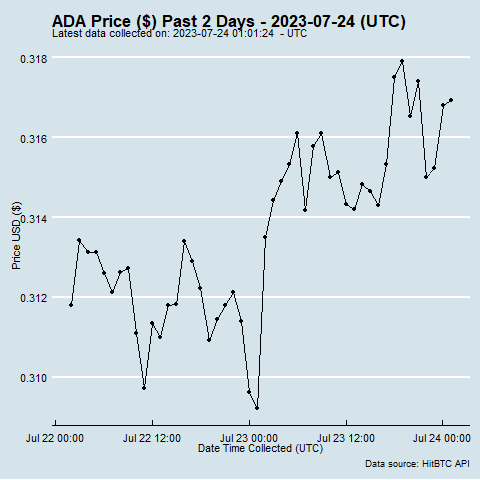 ADA Price ($) Past 2 Days - 2023-07-24 (UTC)
Latest data collected on: 2023-07-24 01:01:24 - UTC
0.318
0.316
0.314
0.312
0.310
Price USD ($)
Jul 22 00:00 Jul 22 12:00 Jul 23 00:00 Jul 23 12:00 Jul 24 00:00
Date Time Collected (UTC)
Data source: HitBTC API